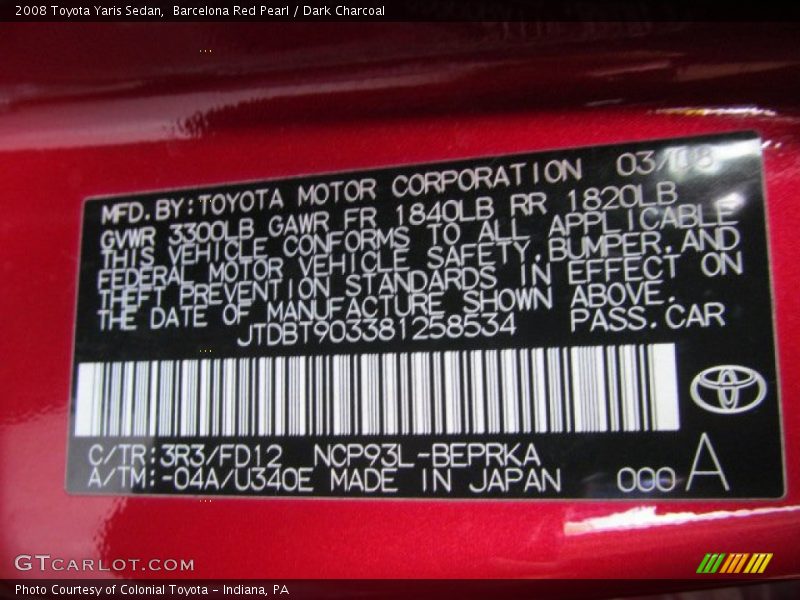 2008 Toyota Yaris Sedan, Barcelona Red Pearl / Dark Charcoal
MFD.BY:TOYOTA MOTOR CORPORATION 03/08
GVWR 3300LB GAWR FR 1840LB RR 1820LB
THIS VEHICLE CONFORMS TO ALL APPLICABLE
FEDERAL MOTOR VEHICLE SAFETY,BUMPER,AND
THEFT PREVENTION STANDARDS IN EFFECT ON
THE DATE OF MANUFACTURE SHOWN ABOVE.
JTDBT903381258534 PASS.CAR
C/TR:3R3/FD12 NCP93L-BEPRKA
A/TM:-04A/U340E MADE IN JAPAN 000 A
GTCARLOT.COM
Photo Courtesy of Colonial Toyota - Indiana, PA